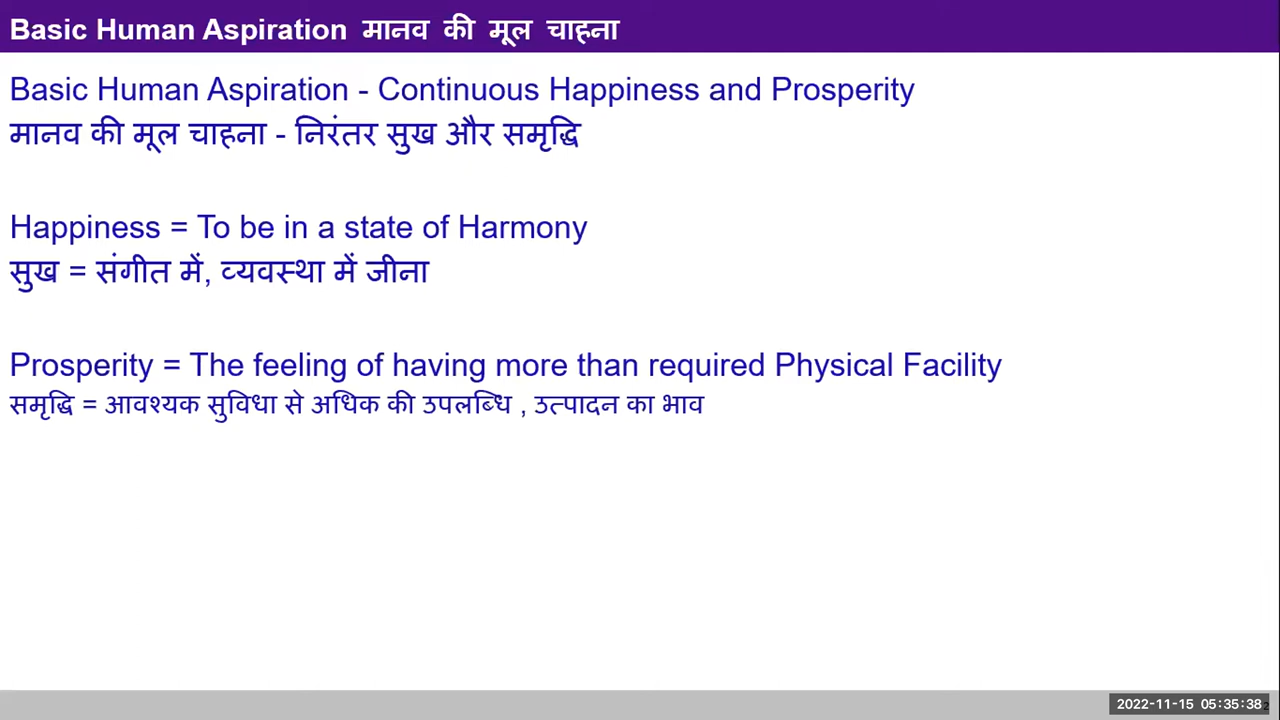 Basic Human Aspiration मानव की मूल चाहना
Basic Human Aspiration - Continuous Happiness and Prosperity
मानव की मूल चाहना - निरंतर सुख और समृद्धि
Happiness = To be in a state of Harmony
सुख = संगीत में, व्यवस्था में जीना
Prosperity = The feeling of having more than required Physical Facility
समृद्धि = आवश्यक सुविधा से अधिक की उपलब्धि , उत्पादन का भाव
2022-11-15 05:35:38
2